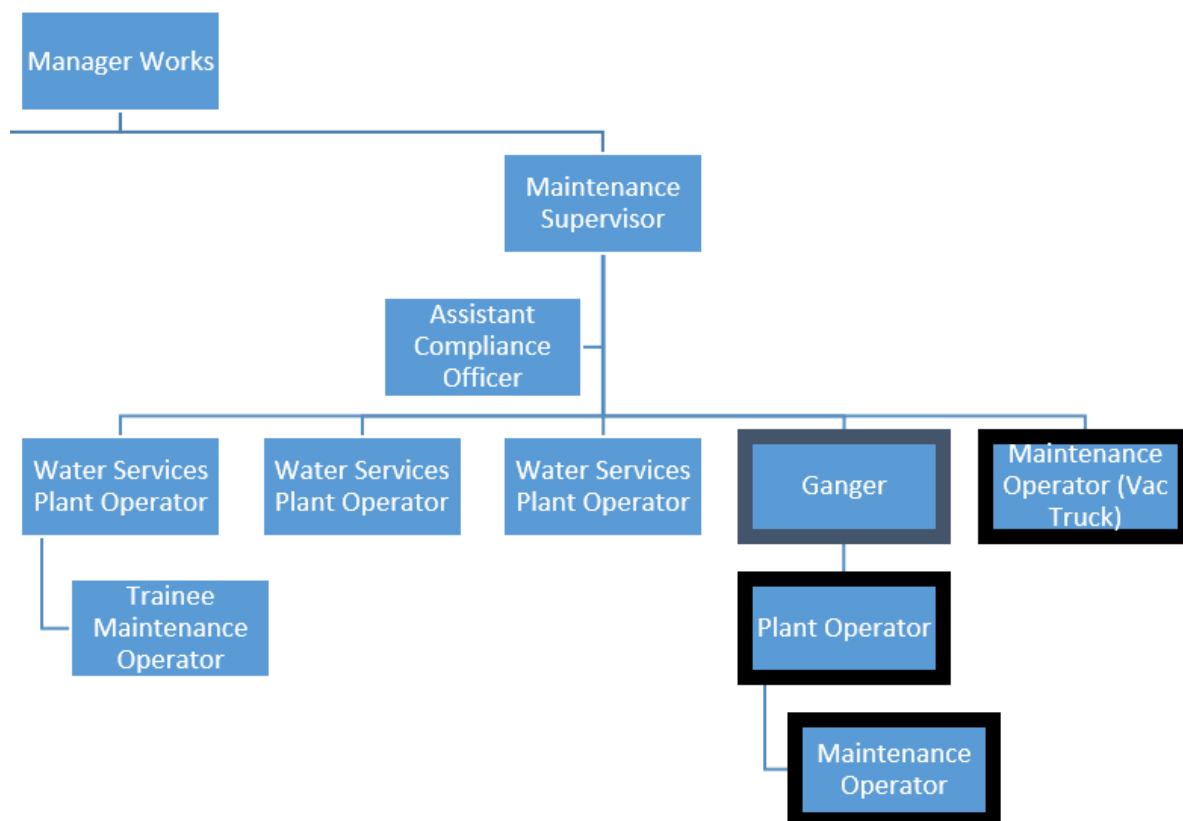 Manager Works
Maintenance
Supervisor
Assistant
Compliance
Officer
Water Services
Plant Operator
Water Services
Plant Operator
Water Services
Plant Operator
Ganger
Maintenance
Operator (Vac
Truck)
Trainee
Maintenance
Operator
Plant Operator
Maintenance
Operator